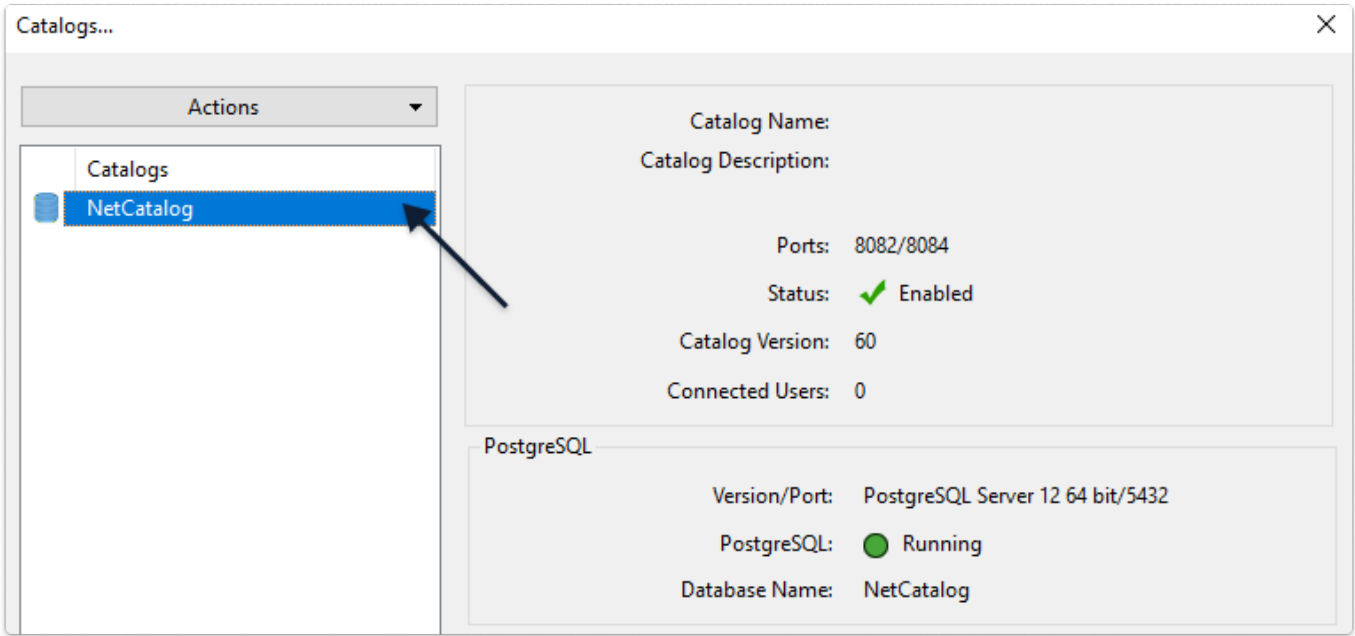 Catalogs...
Actions
Catalogs
NetCatalog
Catalog Name:
Catalog Description:
Ports: 8082/8084
Status: Enabled
Catalog Version: 60
Connected Users: 0
PostgreSQL
Version/Port: PostgreSQL Server 12 64 bit/5432
PostgreSQL: Running
Database Name: NetCatalog